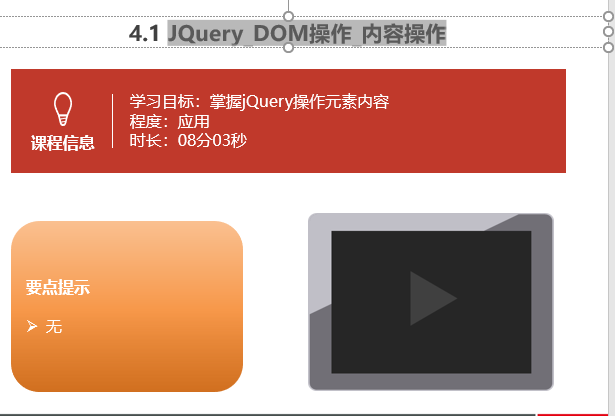 4.1 JQuery_DOM操作_内容操作
学习目标：掌握jQuery操作元素内容
程度：应用
时长：08分03秒
课程信息
要点提示
➢ 无